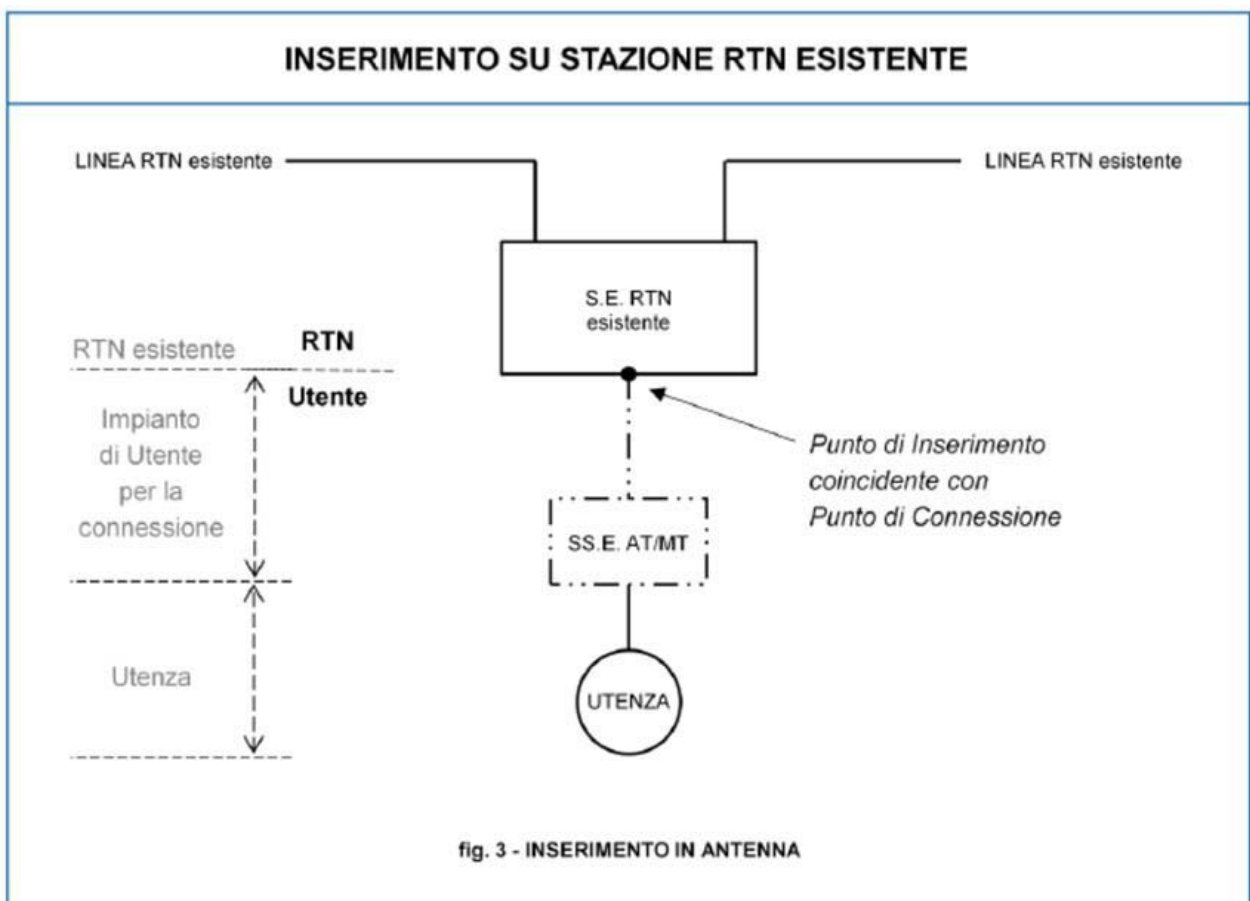 INSERIMENTO SU STAZIONE RTN ESISTENTE
LINEA RTN esistente
LINEA RTN esistente
S.E. RTN
esistente
RTN esistente
RTN
Utente
Impianto
di Utente
per la
connessione
Punto di Inserimento
coincidente con
Punto di Connessione
SS.E. AT/MT
Utenza
UTENZA
fig. 3 - INSERIMENTO IN ANTENNA